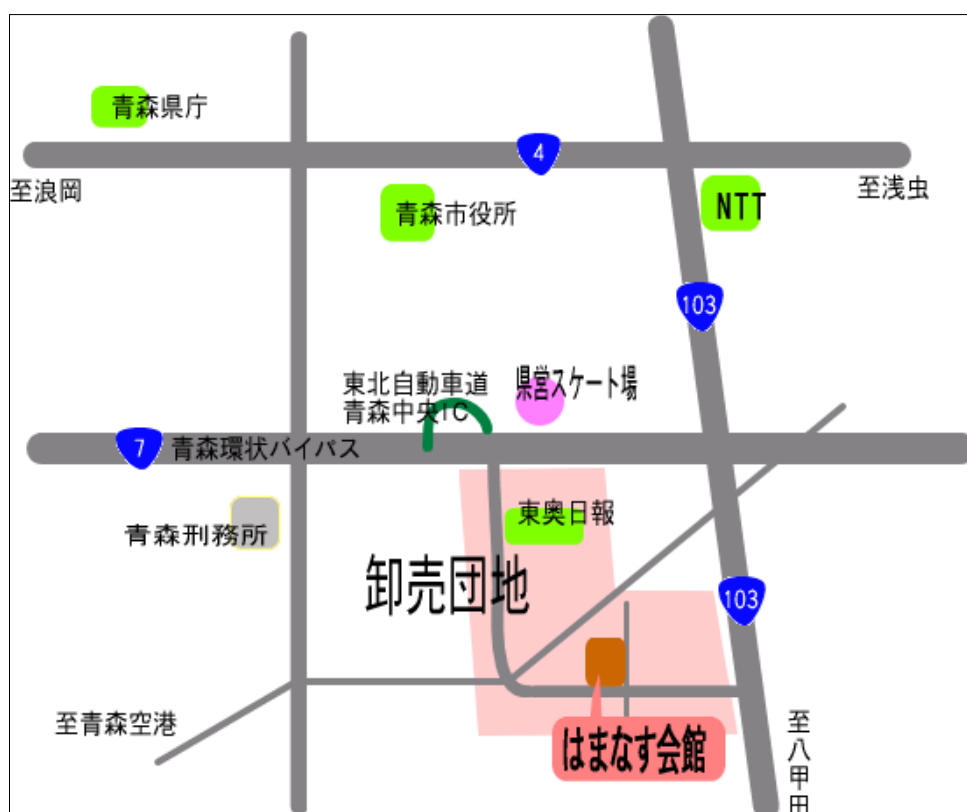 青森県庁
4
至浪岡
至浅虫
青森市役所
NTT
103
東北自動車道
青森中央IC
県営スケート場
7
青森環状バイパス
東奥日報
青森刑務所
卸売団地
103
至青森空港
はまなす会館
至八甲田